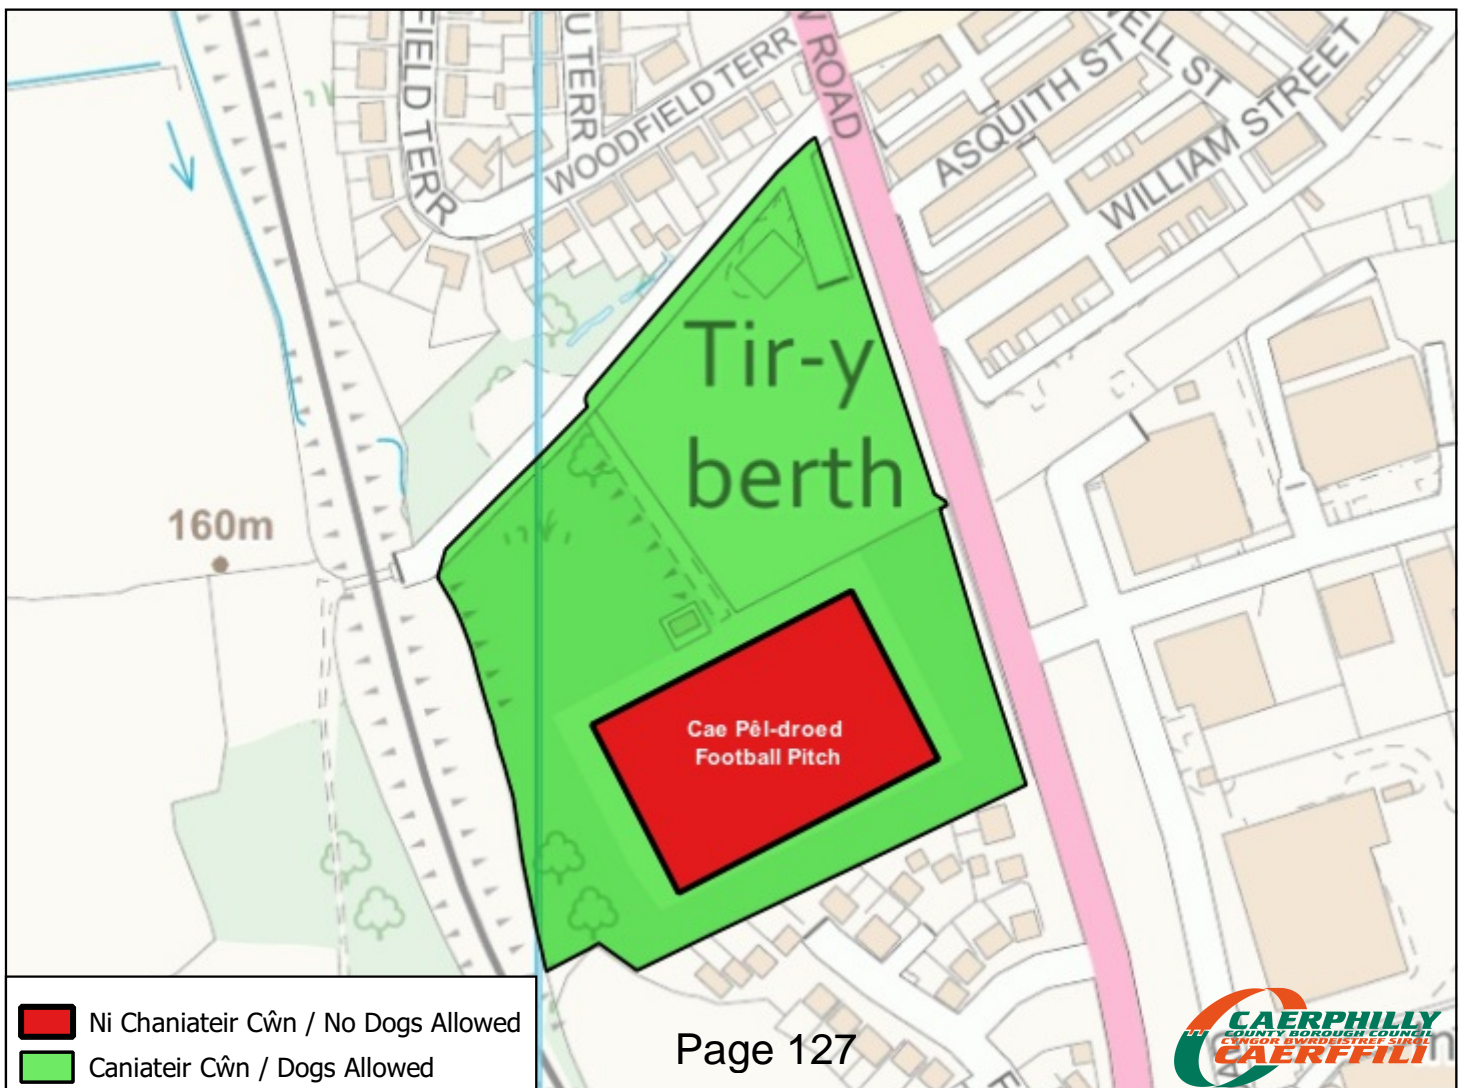 FIELD TERR
U TERR
WOODFIELD TERR
W ROAD
ASQUITH ST
NELL ST
WILLIAM STREET
Tir-y
berth
160m
Cae Pêl-droed
Football Pitch
Ni Chaniateir Cŵn / No Dogs Allowed
Caniateir Cŵn / Dogs Allowed
Page 127
CAERPHILLY
COUNTY BOROUGH COUNCIL
CYNGOR BWRDEISTREF SIROL
CAERFFILI